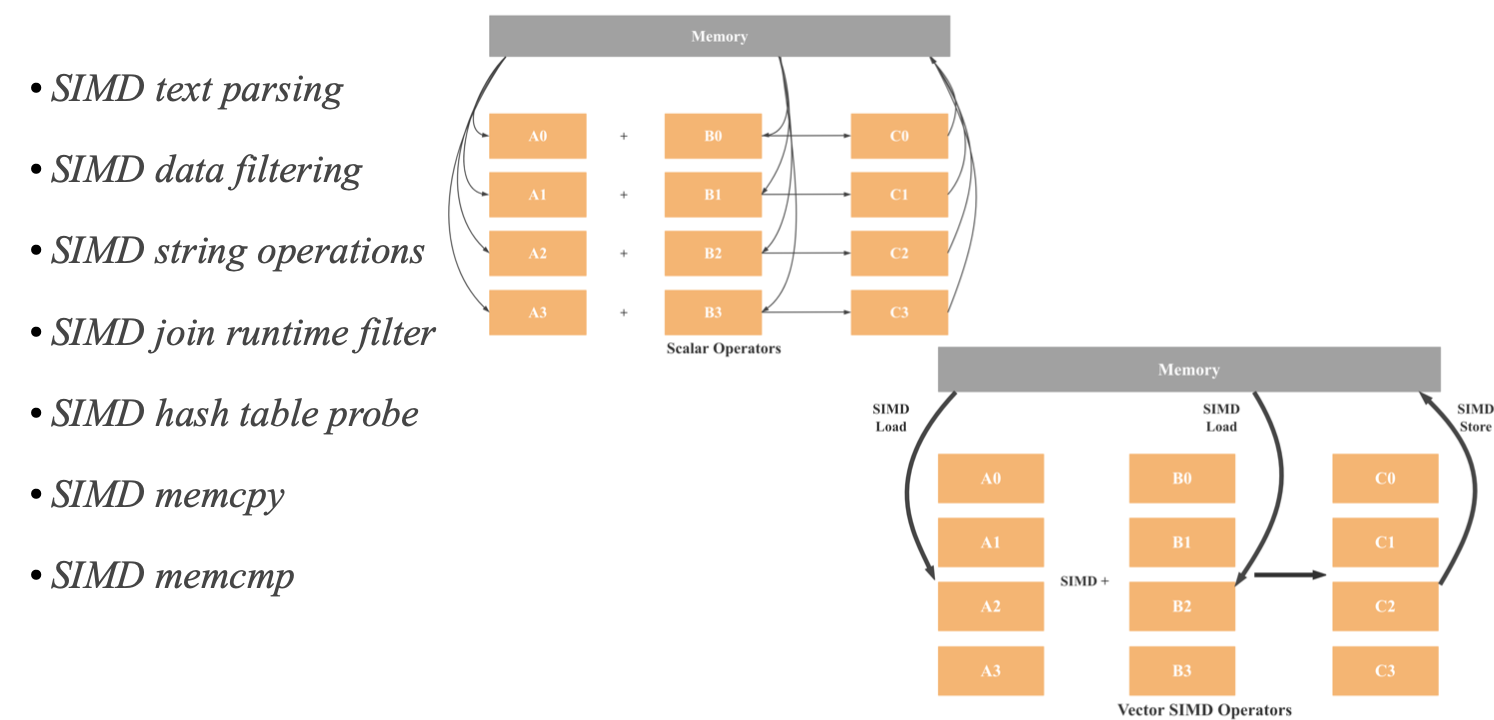 • SIMD text parsing
• SIMD data filtering
• SIMD string operations
• SIMD join runtime filter
• SIMD hash table probe
• SIMD memcpy
• SIMD memcmp
Memory
A0 + B0 C0
A1 + B1 C1
A2 + B2 C2
A3 + B3 C3
Scalar Operators
Memory
SIMD
Load
SIMD
Load
SIMD
Store
A0 B0 C0
A1 B1 C1
SIMD +
A2 B2 C2
A3 B3 C3
Vector SIMD Operators